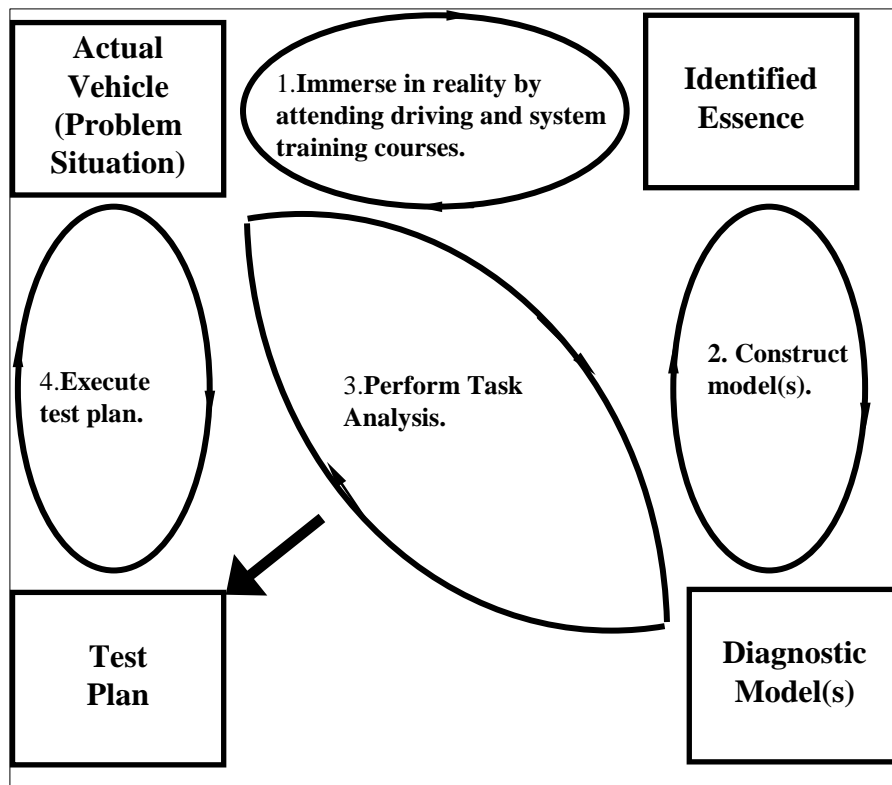 Actual
Vehicle
(Problem
Situation)
1.Immerse in reality by
attending driving and system
training courses.
Identified
Essence
4.Execute
test plan.
3.Perform Task
Analysis.
2. Construct
model(s).
Test
Plan
Diagnostic
Model(s)